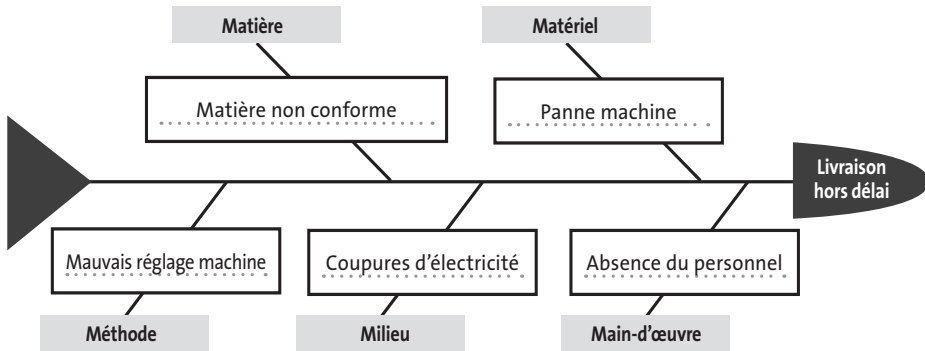 Matière
Matériel
Matière non conforme
Panne machine
Livraison
hors délai
Mauvais réglage machine
Coupures d’électricité
Absence du personnel
Méthode
Milieu
Main-d’œuvre